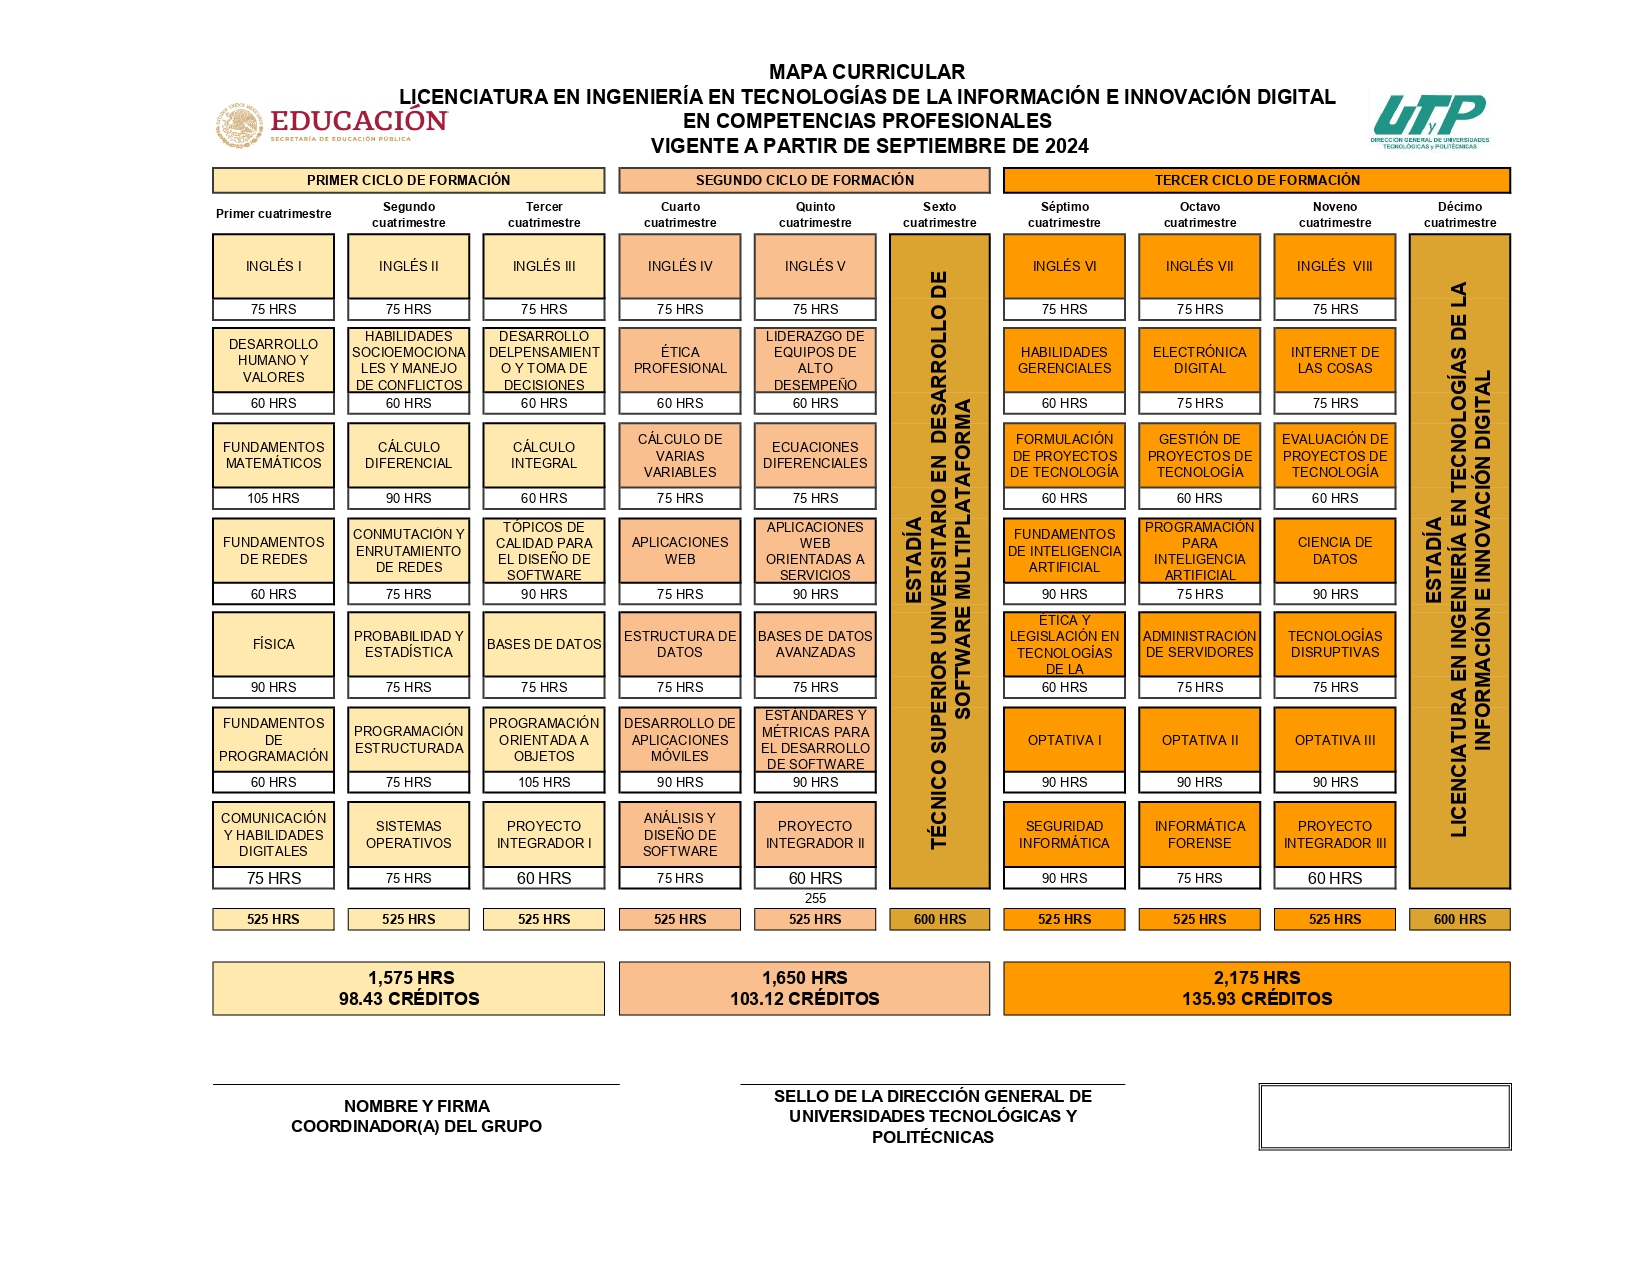 MAPA CURRICULAR
LICENCIATURA EN INGENIERÍA EN TECNOLOGÍAS DE LA INFORMACIÓN E INNOVACIÓN DIGITAL
EN COMPETENCIAS PROFESIONALES
VIGENTE A PARTIR DE SEPTIEMBRE DE 2024
EDUCACIÓN
SECRETARÍA DE EDUCACIÓN PÚBLICA
UTyP
DIRECCIÓN GENERAL DE UNIVERSIDADES
TECNOLÓGICAS y POLITÉCNICAS
PRIMER CICLO DE FORMACIÓN
Primer cuatrimestre
INGLÉS I
75 HRS
DESARROLLO
HUMANO Y
VALORES
60 HRS
FUNDAMENTOS
MATEMÁTICOS
105 HRS
FUNDAMENTOS
DE REDES
60 HRS
FÍSICA
90 HRS
FUNDAMENTOS
DE
PROGRAMACIÓN
60 HRS
COMUNICACIÓN
Y HABILIDADES
DIGITALES
75 HRS
525 HRS
Segundo
cuatrimestre
INGLÉS II
75 HRS
HABILIDADES
SOCIOEMOCIONA
LES Y MANEJO
DE CONFLICTOS
60 HRS
CÁLCULO
DIFERENCIAL
90 HRS
CONMUTACIÓN Y
ENRUTAMIENTO
DE REDES
75 HRS
PROBABILIDAD Y
ESTADÍSTICA
75 HRS
PROGRAMACIÓN
ESTRUCTURADA
75 HRS
SISTEMAS
OPERATIVOS
75 HRS
525 HRS
Tercer
cuatrimestre
INGLÉS III
75 HRS
DESARROLLO
DELPENSAMIENT
O Y TOMA DE
DECISIONES
60 HRS
CÁLCULO
INTEGRAL
60 HRS
TÓPICOS DE
CALIDAD PARA
EL DISEÑO DE
SOFTWARE
90 HRS
BASES DE DATOS
75 HRS
PROGRAMACIÓN
ORIENTADA A
OBJETOS
105 HRS
PROYECTO
INTEGRADOR I
60 HRS
525 HRS
1,575 HRS
98.43 CRÉDITOS
SEGUNDO CICLO DE FORMACIÓN
Cuarto
cuatrimestre
INGLÉS IV
75 HRS
ÉTICA
PROFESIONAL
60 HRS
CÁLCULO DE
VARIAS
VARIABLES
75 HRS
APLICACIONES
WEB
75 HRS
ESTRUCTURA DE
DATOS
75 HRS
DESARROLLO DE
APLICACIONES
MÓVILES
90 HRS
ANÁLISIS Y
DISEÑO DE
SOFTWARE
75 HRS
525 HRS
Quinto
cuatrimestre
INGLÉS V
75 HRS
LIDERAZGO DE
EQUIPOS DE
ALTO
DESEMPEÑO
60 HRS
ECUACIONES
DIFERENCIALES
75 HRS
APLICACIONES
WEB
ORIENTADAS A
SERVICIOS
90 HRS
BASES DE DATOS
AVANZADAS
75 HRS
ESTÁNDARES Y
MÉTRICAS PARA
EL DESARROLLO
DE SOFTWARE
90 HRS
PROYECTO
INTEGRADOR II
60 HRS
255
525 HRS
Sexto
cuatrimestre
ESTADÍA
TÉCNICO SUPERIOR UNIVERSITARIO EN DESARROLLO DE
SOFTWARE MULTIPLATAFORMA
600 HRS
1,650 HRS
103.12 CRÉDITOS
TERCER CICLO DE FORMACIÓN
Séptimo
cuatrimestre
INGLÉS VI
75 HRS
HABILIDADES
GERENCIALES
60 HRS
FORMULACIÓN
DE PROYECTOS
DE TECNOLOGÍA
60 HRS
FUNDAMENTOS
DE INTELIGENCIA
ARTIFICIAL
90 HRS
ÉTICA Y
LEGISLACIÓN EN
TECNOLOGÍAS
DE LA
60 HRS
OPTATIVA I
90 HRS
SEGURIDAD
INFORMÁTICA
90 HRS
525 HRS
Octavo
cuatrimestre
INGLÉS VII
75 HRS
ELECTRÓNICA
DIGITAL
75 HRS
GESTIÓN DE
PROYECTOS DE
TECNOLOGÍA
60 HRS
PROGRAMACIÓN
PARA
INTELIGENCIA
ARTIFICIAL
75 HRS
ADMINISTRACIÓN
DE SERVIDORES
75 HRS
OPTATIVA II
90 HRS
INFORMÁTICA
FORENSE
75 HRS
525 HRS
Noveno
cuatrimestre
INGLÉS VIII
75 HRS
INTERNET DE
LAS COSAS
75 HRS
EVALUACIÓN DE
PROYECTOS DE
TECNOLOGÍA
60 HRS
CIENCIA DE
DATOS
90 HRS
TECNOLOGÍAS
DISRUPTIVAS
75 HRS
OPTATIVA III
90 HRS
PROYECTO
INTEGRADOR III
60 HRS
525 HRS
Décimo
cuatrimestre
ESTADÍA
LICENCIATURA EN INGENIERÍA EN TECNOLOGÍAS DE LA
INFORMACIÓN E INNOVACIÓN DIGITAL
600 HRS
2,175 HRS
135.93 CRÉDITOS
NOMBRE Y FIRMA
COORDINADOR(A) DEL GRUPO
SELLO DE LA DIRECCIÓN GENERAL DE
UNIVERSIDADES TECNOLÓGICAS Y
POLITÉCNICAS